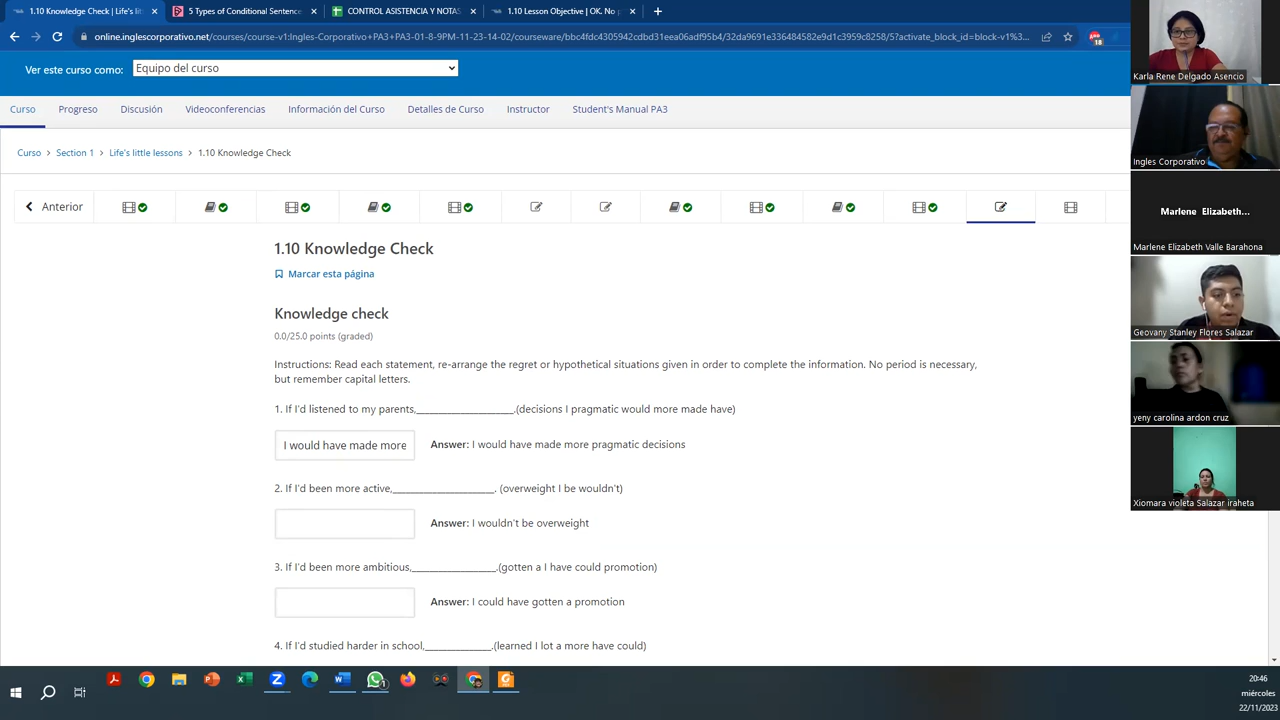 1.10 Knowledge Check | Life's lit
5 Types of Conditional Sentence
CONTROL ASISTENCIA Y NOTAS
1.10 Lesson Objective | OK. No p
online.inglescorporativo.net/courses/course-v1:Ingles-Corporativo+PA3+PA3-01-8-9PM-11-23-14-02/courseware/bbc4fdc4305942cdbd31eea06adf95b4/32da9691e336484582e9d1c3958c9258/5?activate_block_id=block-v1%3...
18
Ver este curso como:
Equipo del curso
Curso
Progreso
Discusión
Videoconferencias
Información del Curso
Detalles de Curso
Instructor
Student's Manual PA3
Curso > Section 1 > Life's little lessons > 1.10 Knowledge Check
Anterior
1.10 Knowledge Check
Marcar esta página
Knowledge check
0.0/25.0 points (graded)
Instructions: Read each statement, re-arrange the regret or hypothetical situations given in order to complete the information. No period is necessary,
but remember capital letters.
1. If I'd listened to my parents,____________________.(decisions I pragmatic would more made have)
I would have made more
Answer: I would have made more pragmatic decisions
2. If I'd been more active,_____________________. (overweight I be wouldn't)
Answer: I wouldn't be overweight
3. If I'd been more ambitious,_________________.(gotten a I have could promotion)
Answer: I could have gotten a promotion
4. If I'd studied harder in school,_____________.(learned I lot a more have could)
Karla Rene Delgado Asencio
Ingles Corporativo
Marlene Elizabeth...
Marlene Elizabeth Valle Barahona
Geovany Stanley Flores Salazar
yeny carolina ardon cruz
Xiomara violeta Salazar iraheta
20:46
miércoles
22/11/2023